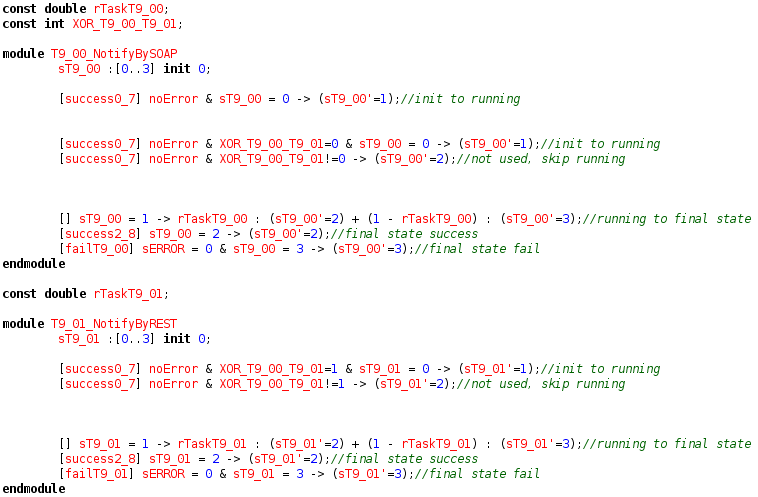 const double rTaskT9_00;
const int XOR_T9_00_T9_01;
module T9_00_NotifyBySOAP
sT9_00 :[0..3] init 0;
[success0_7] noError & sT9_00 = 0 -> (sT9_00'=1);//init to running
[success0_7] noError & XOR_T9_00_T9_01=0 & sT9_00 = 0 -> (sT9_00'=1);//init to running
[success0_7] noError & XOR_T9_00_T9_01!=0 -> (sT9_00'=2);//not used, skip running
[] sT9_00 = 1 -> rTaskT9_00 : (sT9_00'=2) + (1 - rTaskT9_00) : (sT9_00'=3);//running to final state
[success2_8] sT9_00 = 2 -> (sT9_00'=2);//final state success
[failT9_00] sERROR = 0 & sT9_00 = 3 -> (sT9_00'=3);//final state fail
endmodule
const double rTaskT9_01;
module T9_01_NotifyByREST
sT9_01 :[0..3] init 0;
[success0_7] noError & XOR_T9_00_T9_01=1 & sT9_01 = 0 -> (sT9_01'=1);//init to running
[success0_7] noError & XOR_T9_00_T9_01!=1 -> (sT9_01'=2);//not used, skip running
[] sT9_01 = 1 -> rTaskT9_01 : (sT9_01'=2) + (1 - rTaskT9_01) : (sT9_01'=3);//running to final state
[success2_8] sT9_01 = 2 -> (sT9_01'=2);//final state success
[failT9_01] sERROR = 0 & sT9_01 = 3 -> (sT9_01'=3);//final state fail
endmodule